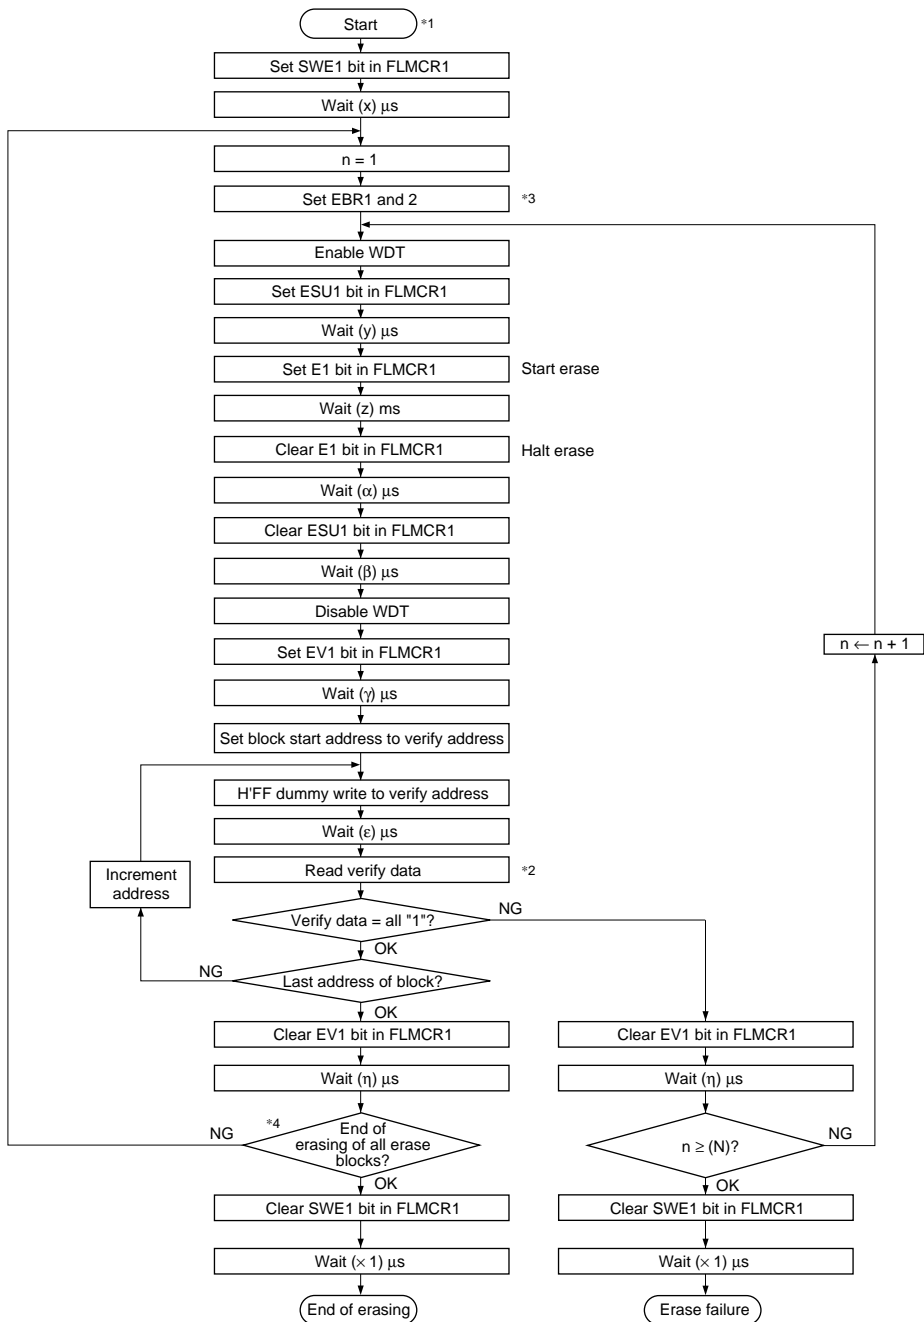 Start
*1
Set SWE1 bit in FLMCR1
Wait (x) μs
n = 1
Set EBR1 and 2
*3
Enable WDT
Set ESU1 bit in FLMCR1
Wait (y) μs
Set E1 bit in FLMCR1
Start erase
Wait (z) ms
Clear E1 bit in FLMCR1
Halt erase
Wait (α) μs
Clear ESU1 bit in FLMCR1
Wait (β) μs
Disable WDT
Set EV1 bit in FLMCR1
n ← n + 1
Wait (γ) μs
Set block start address to verify address
H'FF dummy write to verify address
Wait (ε) μs
Increment
address
Read verify data
*2
Verify data = all "1"?
NG
OK
NG
Last address of block?
OK
Clear EV1 bit in FLMCR1
Clear EV1 bit in FLMCR1
Wait (η) μs
Wait (η) μs
NG
*4
End of
erasing of all erase
blocks?
n ≥ (N)?
NG
OK
OK
Clear SWE1 bit in FLMCR1
Clear SWE1 bit in FLMCR1
Wait (× 1) μs
Wait (× 1) μs
End of erasing
Erase failure